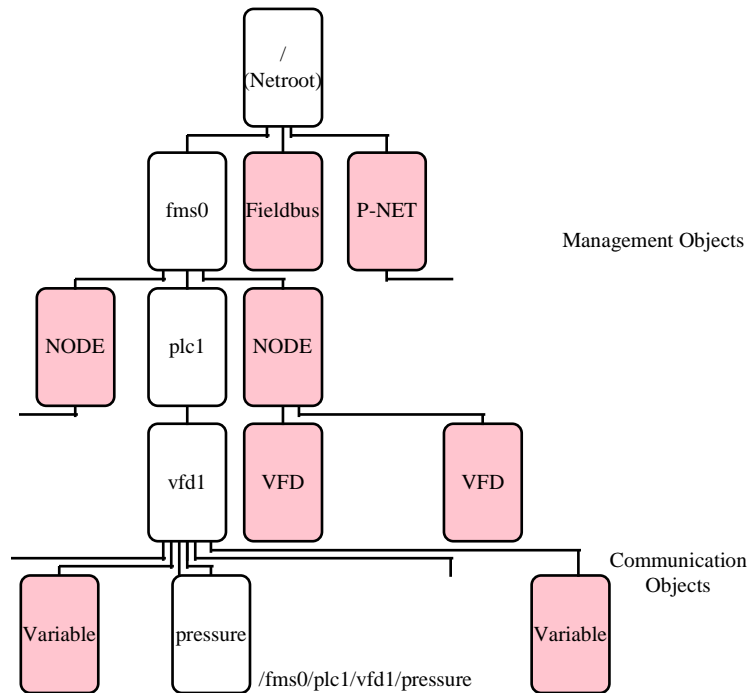 /
(Netroot)
fms0
Fieldbus
P-NET
Management Objects
NODE
plc1
NODE
vfd1
VFD
VFD
Communication
Objects
Variable
pressure
Variable
/fms0/plc1/vfd1/pressure